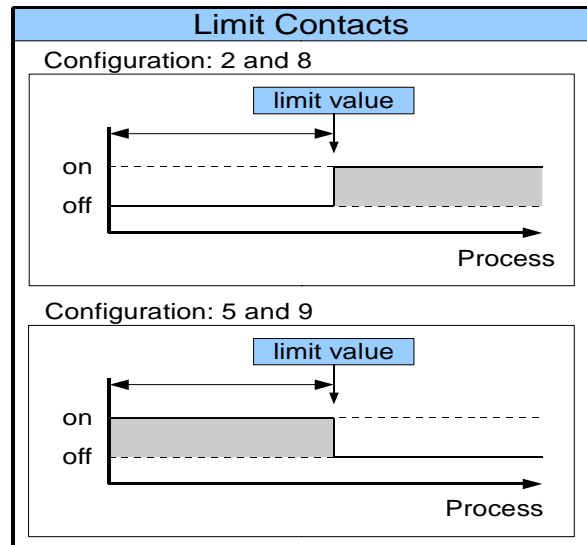 Limit Contacts
Configuration: 2 and 8
limit value
on
off
Process
Configuration: 5 and 9
limit value
on
off
Process